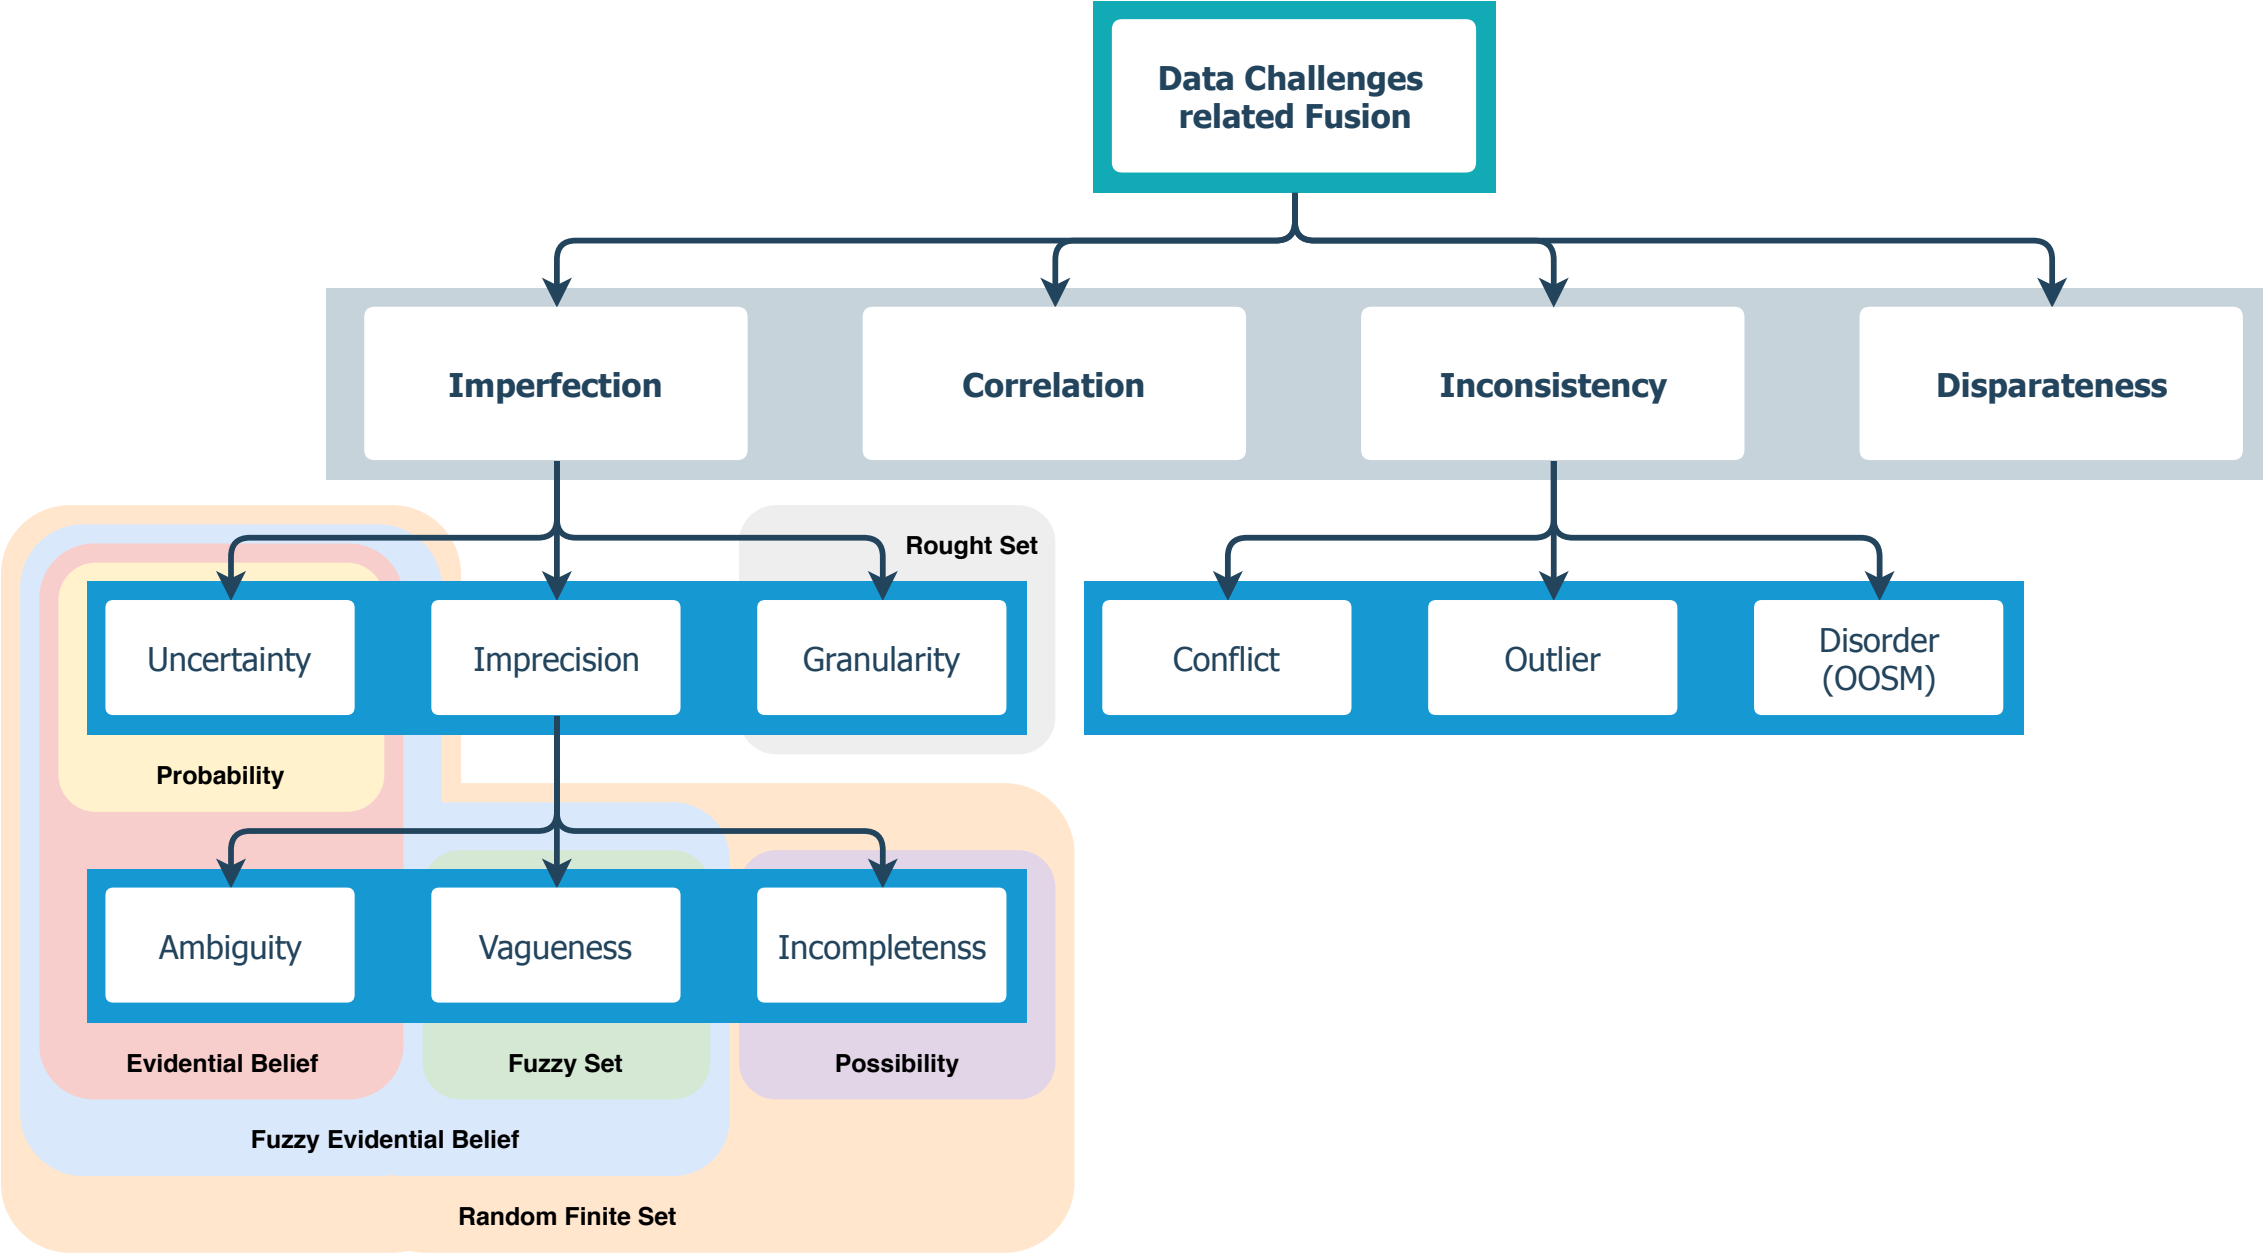 Data Challenges
related Fusion
Imperfection
Correlation
Inconsistency
Disparateness
Rought Set
Uncertainty
Imprecision
Granularity
Conflict
Outlier
Disorder
(OOSM)
Probability
Ambiguity
Vagueness
Incompletenss
Evidential Belief
Fuzzy Set
Possibility
Fuzzy Evidential Belief
Random Finite Set